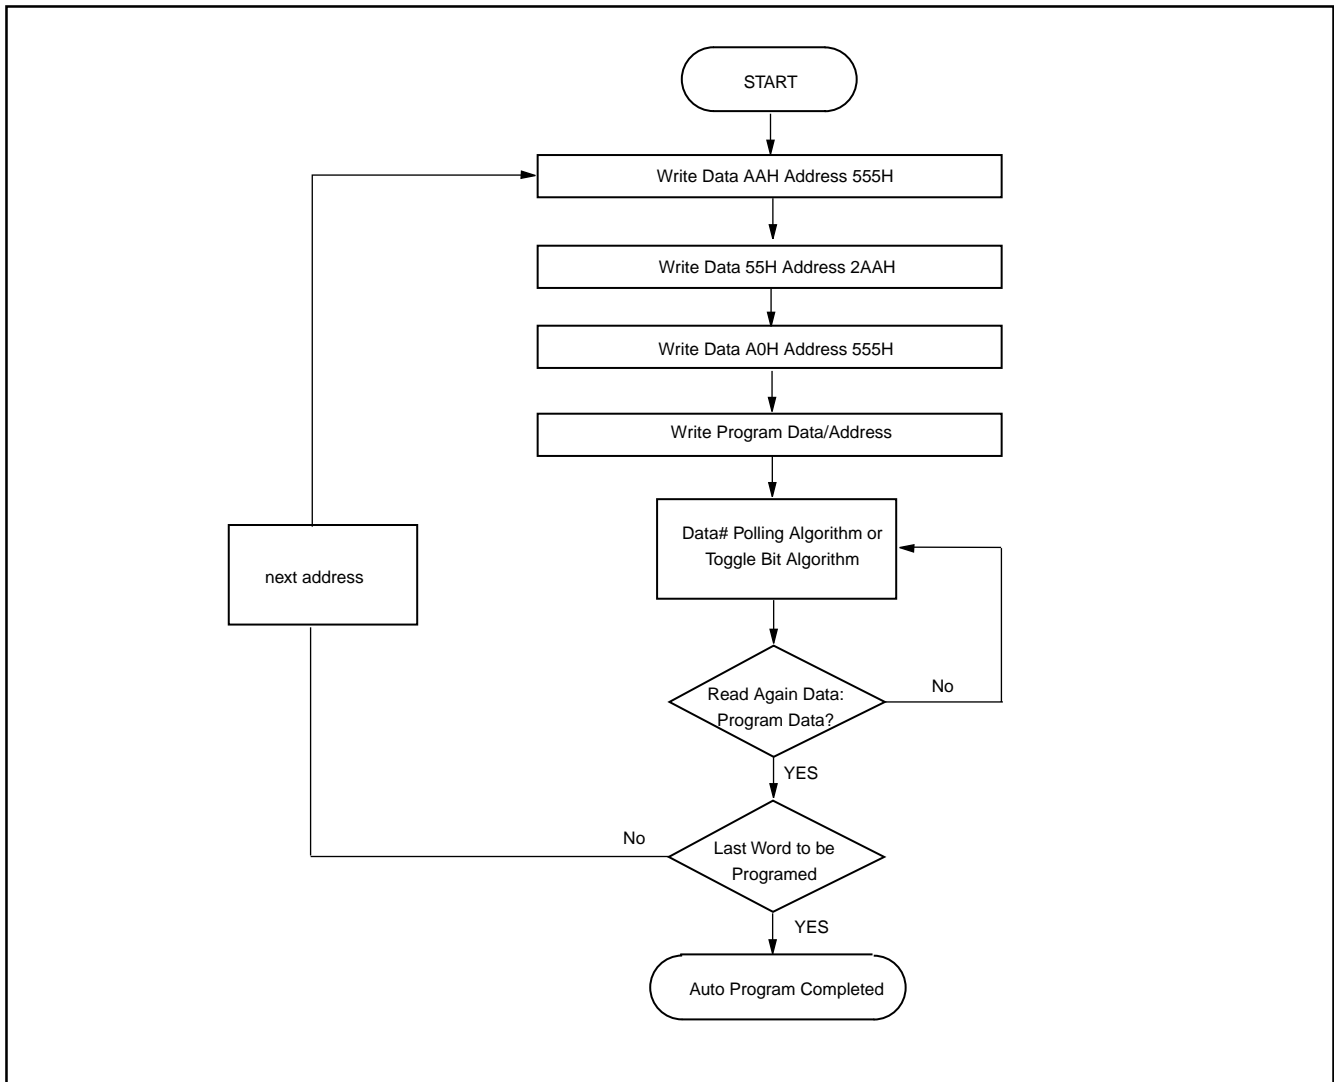 START
Write Data AAH Address 555H
Write Data 55H Address 2AAH
Write Data A0H Address 555H
Write Program Data/Address
Data# Polling Algorithm or
Toggle Bit Algorithm
next address
Read Again Data:
Program Data?
No
YES
No
Last Word to be
Programed
YES
Auto Program Completed